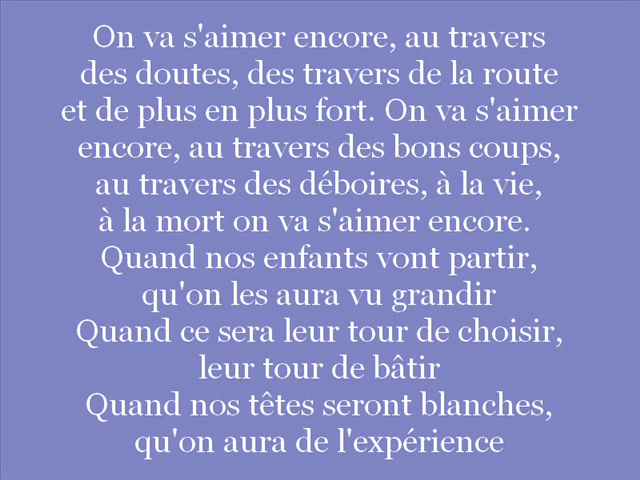 On va s'aimer encore, au travers
des doutes, des travers de la route
et de plus en plus fort. On va s'aimer
encore, au travers des bons coups,
au travers des déboires, à la vie,
à la mort on va s'aimer encore.
Quand nos enfants vont partir,
qu'on les aura vu grandir
Quand ce sera leur tour de choisir,
leur tour de bâtir
Quand nos têtes seront blanches,
qu'on aura de l'expérience